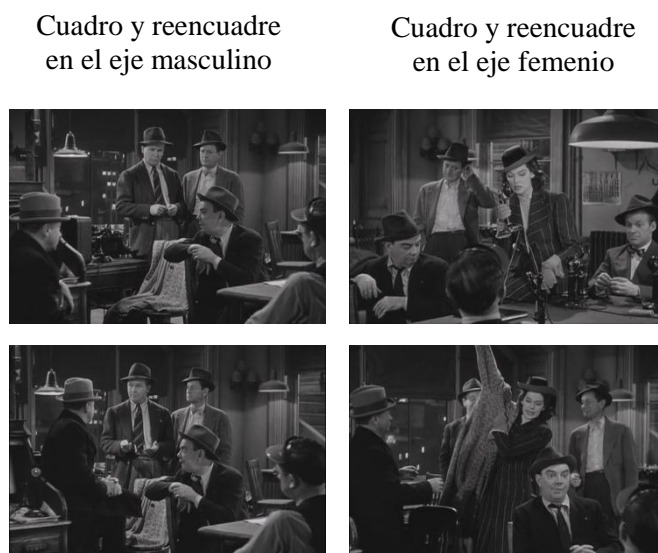 Cuadro y reencuadre
en el eje masculino
Cuadro y reencuadre
en el eje femenio